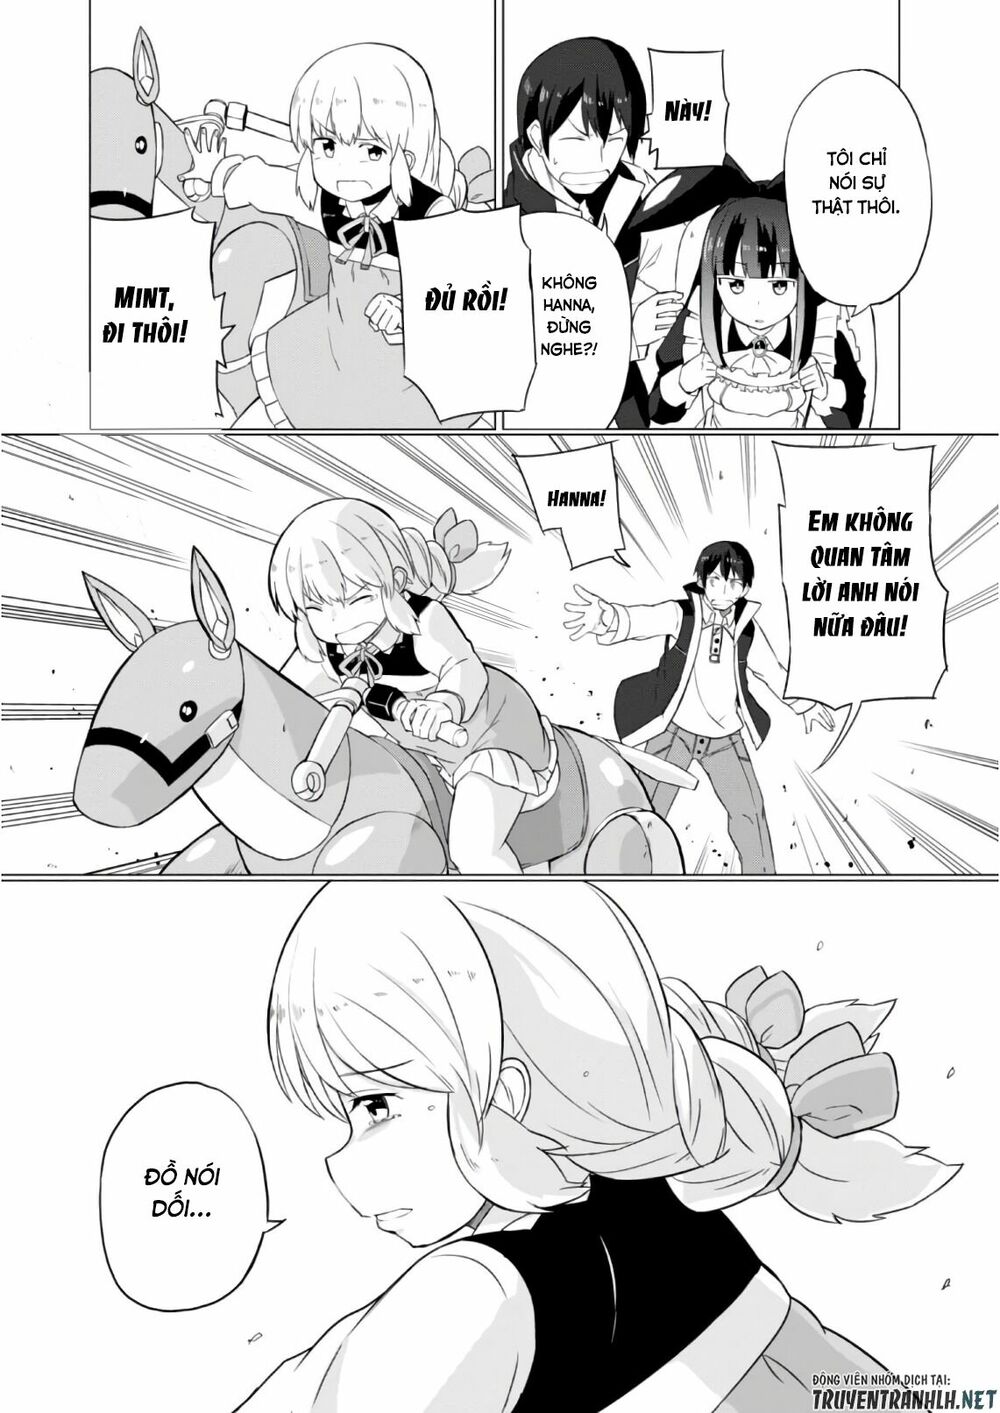 TÔI CHỈ
NÓI SỰ
THẬT THÔI.
NÀY!
KHÔNG
HANNA,
ĐỪNG
NGHE?!
ĐỦ RỒI!
MINT,
ĐI THÔI!
EM KHÔNG
QUAN TÂM
LỜI ANH NÓI
NỮA ĐÂU!
HANNA!
ĐỒ NÓI
DỐI...
ĐỘNG VIÊN NHÓM DỊCH TẠI:
TRUYENTRANHLH.NET